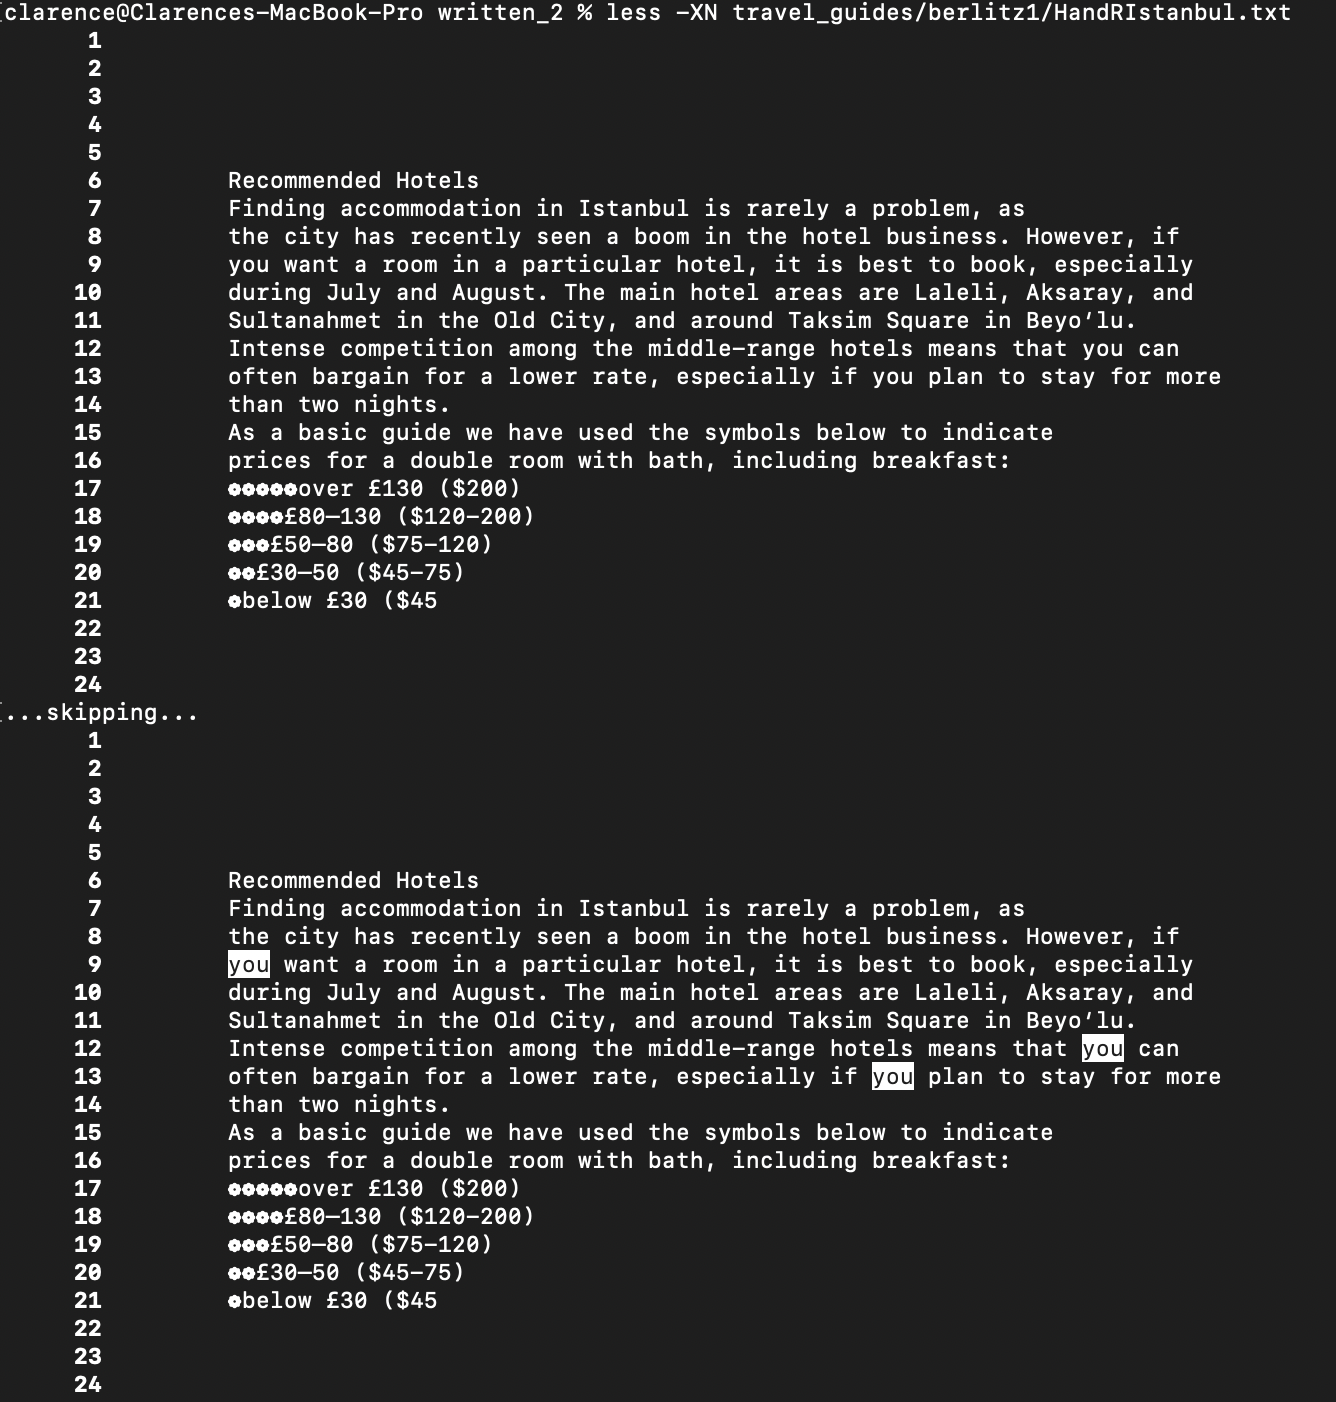 clarence@Clarences-MacBook-Pro written_2 % less -XN travel_guides/berlitz1/HandRIstanbul.txt
1
2
3
4
5
6 Recommended Hotels
7 Finding accommodation in Istanbul is rarely a problem, as
8 the city has recently seen a boom in the hotel business. However, if
9 you want a room in a particular hotel, it is best to book, especially
10 during July and August. The main hotel areas are Laleli, Aksaray, and
11 Sultanahmet in the Old City, and around Taksim Square in Beyo‘lu.
12 Intense competition among the middle-range hotels means that you can
13 often bargain for a lower rate, especially if you plan to stay for more
14 than two nights.
15 As a basic guide we have used the symbols below to indicate
16 prices for a double room with bath, including breakfast:
17 ❁❁❁❁❁over £130 ($200)
18 ❁❁❁❁£80–130 ($120-200)
19 ❁❁❁£50–80 ($75-120)
20 ❁❁£30–50 ($45-75)
21 ❁below £30 ($45
22
23
24
...skipping...
1
2
3
4
5
6 Recommended Hotels
7 Finding accommodation in Istanbul is rarely a problem, as
8 the city has recently seen a boom in the hotel business. However, if
9 you want a room in a particular hotel, it is best to book, especially
10 during July and August. The main hotel areas are Laleli, Aksaray, and
11 Sultanahmet in the Old City, and around Taksim Square in Beyo‘lu.
12 Intense competition among the middle-range hotels means that you can
13 often bargain for a lower rate, especially if you plan to stay for more
14 than two nights.
15 As a basic guide we have used the symbols below to indicate
16 prices for a double room with bath, including breakfast:
17 ❁❁❁❁❁over £130 ($200)
18 ❁❁❁❁£80–130 ($120-200)
19 ❁❁❁£50–80 ($75-120)
20 ❁❁£30–50 ($45-75)
21 ❁below £30 ($45
22
23
24